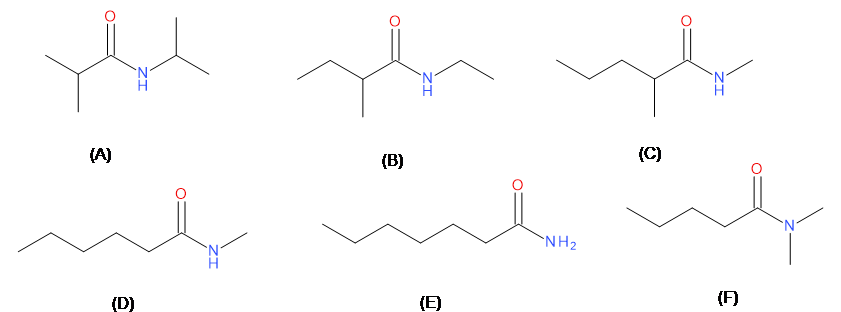 O O O
N N N
H H H
(A) (B) (C)
O O O
N NH₂ N
H
(D) (E) (F)